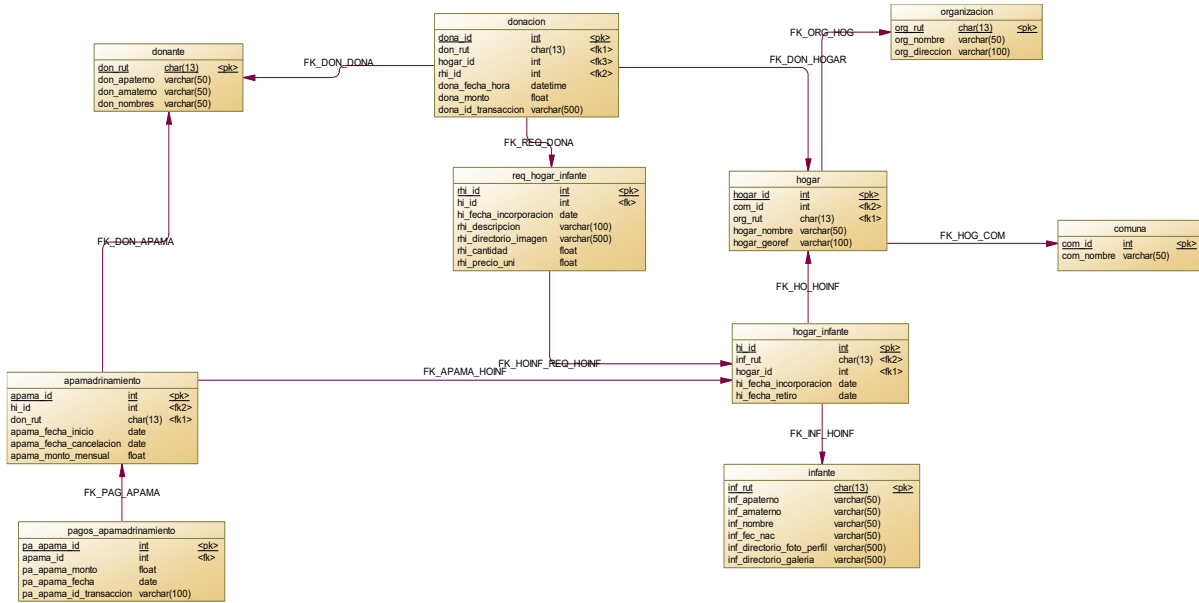 donante
don_rut char(13) <pk>
don_apaterno varchar(50)
don_amaterno varchar(50)
don_nombres varchar(50)
FK_DON_DONA
donacion
dona_id int <pk>
don_rut char(13) <fk1>
hogar_id int <fk3>
rhi_id int <fk2>
dona_fecha_hora datetime
dona_monto float
dona_id_transaccion varchar(500)
organización
org_rut char(13) <pk>
org_nombre varchar(50)
org_direccion varchar(100)
FK_ORG_HOG
FK_DON_HOGAR
FK_REQ_DONA
req_hogar_infante
rhi_id int <pk>
hi_id int <fk>
hi_fecha_incorporacion date
rhi_descripcion varchar(100)
rhi_directorio_imagen varchar(500)
rhi_cantidad float
rhi_precio_uni float
hogar
hogar_id int <pk>
com_id int <fk2>
org_rut char(13) <fk1>
hogar_nombre varchar(50)
hogar_georef varchar(100)
FK_HOG_COM
comuna
com_id int <pk>
com_nombre varchar(50)
FK_DON_APAMA
FK_HO_HOINF
hogar_infante
hi_id int <pk>
inf_rut char(13) <fk2>
hogar_id int <fk1>
hi_fecha_incorporacion date
hi_fecha_retiro date
FK_HOINF_REQ_HOINF
FK_APAMA_HOINF
apamadrinamiento
apama_id int <pk>
hi_id int <fk2>
don_rut char(13) <fk1>
apama_fecha_inicio date
apama_fecha_cancelacion date
apama_monto_mensual float
FK_INF_HOINF
infante
inf_rut char(13) <pk>
inf_apaterno varchar(50)
inf_amaterno varchar(50)
inf_nombre varchar(50)
inf_fec_nac varchar(50)
inf_directorio_foto_perfil varchar(500)
inf_directorio_galeria varchar(500)
FK_PAG_APAMA
pagos_apamadrinamiento
pa_apama_id int <pk>
apama_id int <fk>
pa_apama_monto float
pa_apama_fecha date
pa_apama_id_transaccion varchar(100)